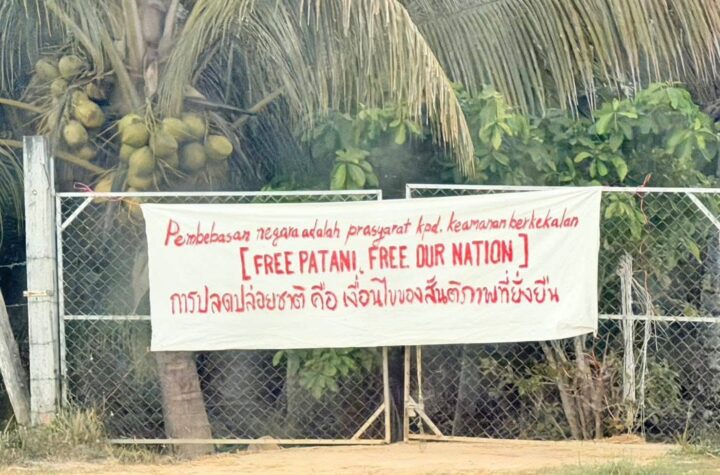 Pembebasan negara adalah prasyarat kpd. keamanan berkekalan
[FREE PATANI, FREE OUR NATION]
การปลดปล่อยชาติ คือ เงื่อนไขของสันติภาพที่ยั่งยืน